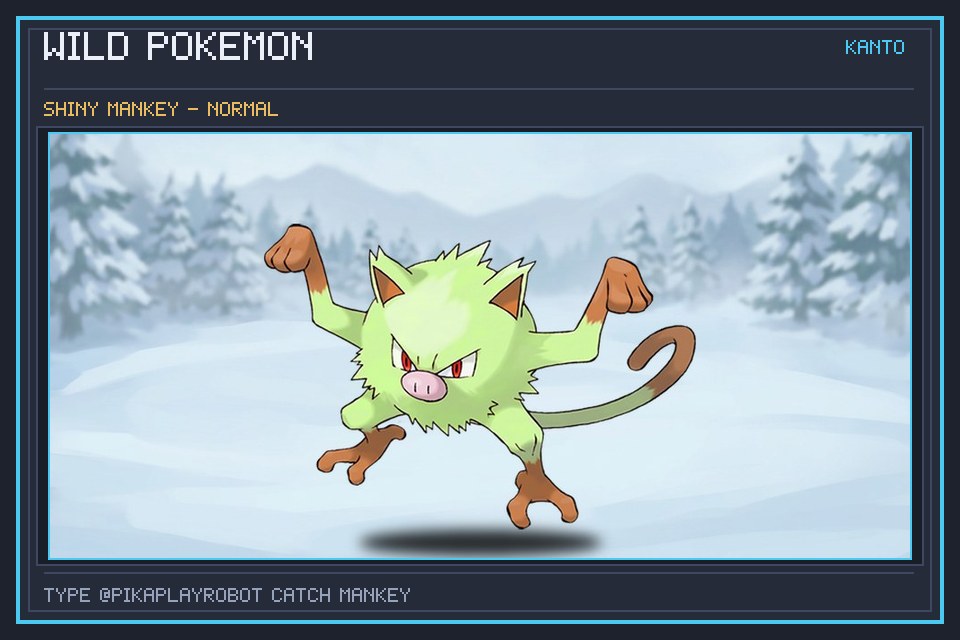 WILD POKEMON
KANTO
SHINY MANKEY - NORMAL
TYPE @PIKAPLAYROBOT CATCH MANKEY